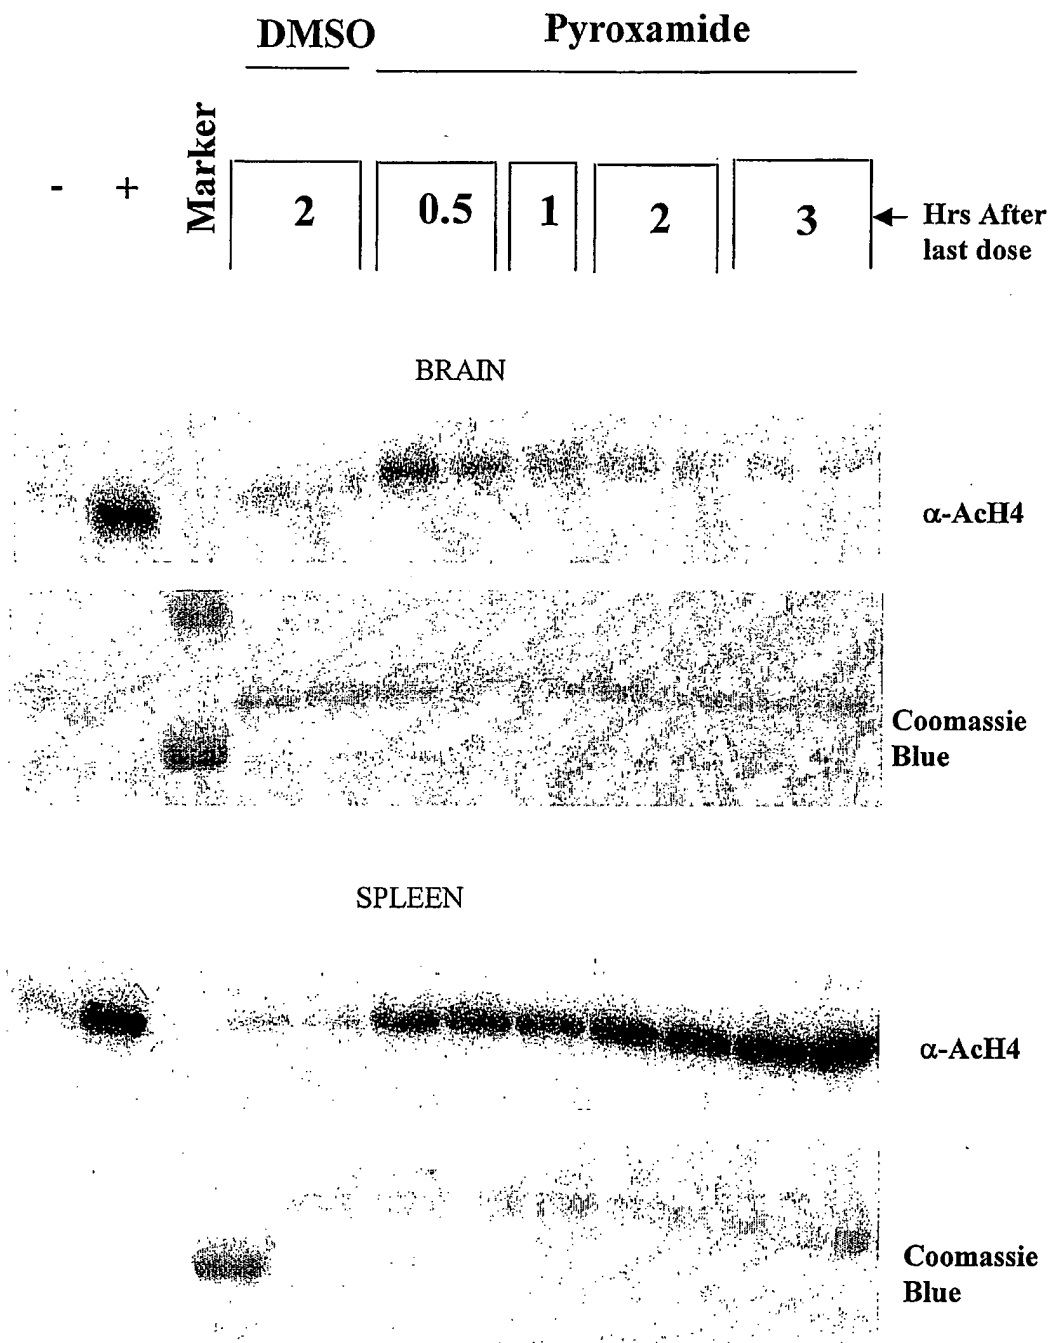 DMSO Pyroxamide
- + Marker 2 0.5 1 2 3 Hrs After
last dose
BRAIN
α-AcH4
Coomassie
Blue
SPLEEN
α-AcH4
Coomassie
Blue